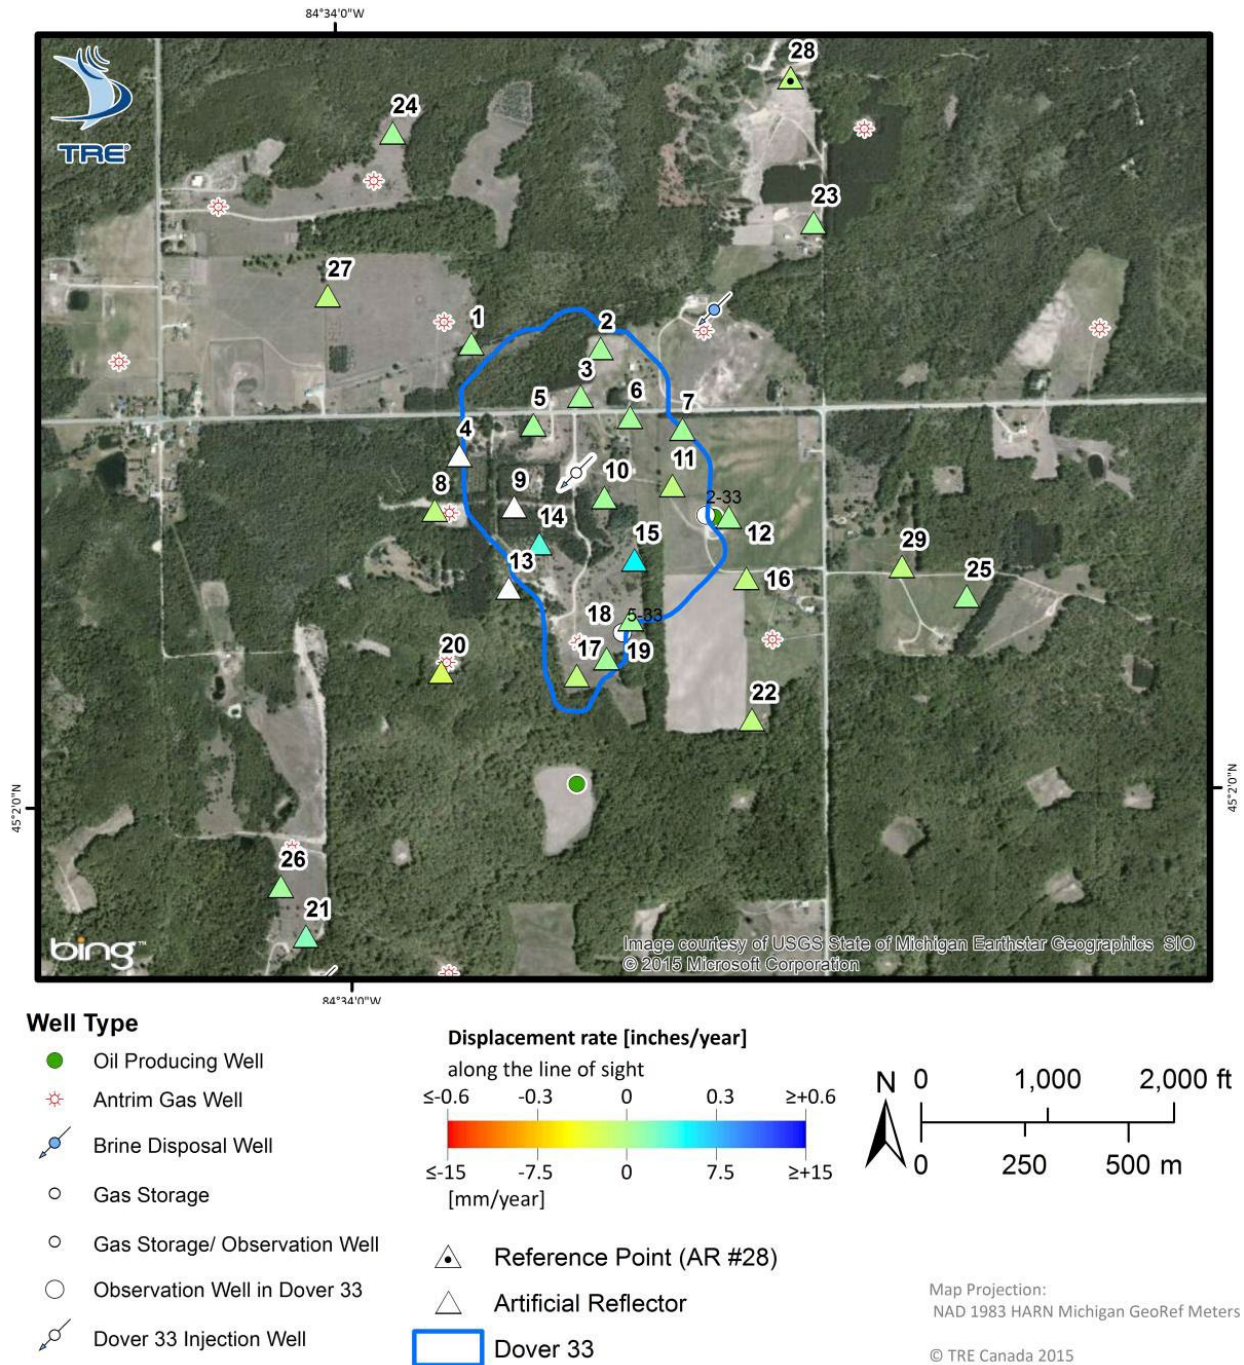 84°34'0"W
28
TRE®
24
23
27
1
2
3
5
6
7
4
11
8
9
10
2-33
14
15
12
13
29
16
25
18
5-33
20
17
19
22
45°2'0"N
45°2'0"N
26
21
Image courtesy of USGS State of Michigan Earthstar Geographics SIO
bing™
© 2015 Microsoft Corporation
84°34'0"W
Well Type
Oil Producing Well
Antrim Gas Well
Brine Disposal Well
Gas Storage
Gas Storage/ Observation Well
Observation Well in Dover 33
Dover 33 Injection Well
Displacement rate [inches/year]
along the line of sight
≤-0.6 -0.3 0 0.3 ≥+0.6
≤-15 -7.5 0 7.5 ≥+15
[mm/year]
Reference Point (AR #28)
Artificial Reflector
Dover 33
N
0 1,000 2,000 ft
0 250 500 m
Map Projection:
NAD 1983 HARN Michigan GeoRef Meters
© TRE Canada 2015